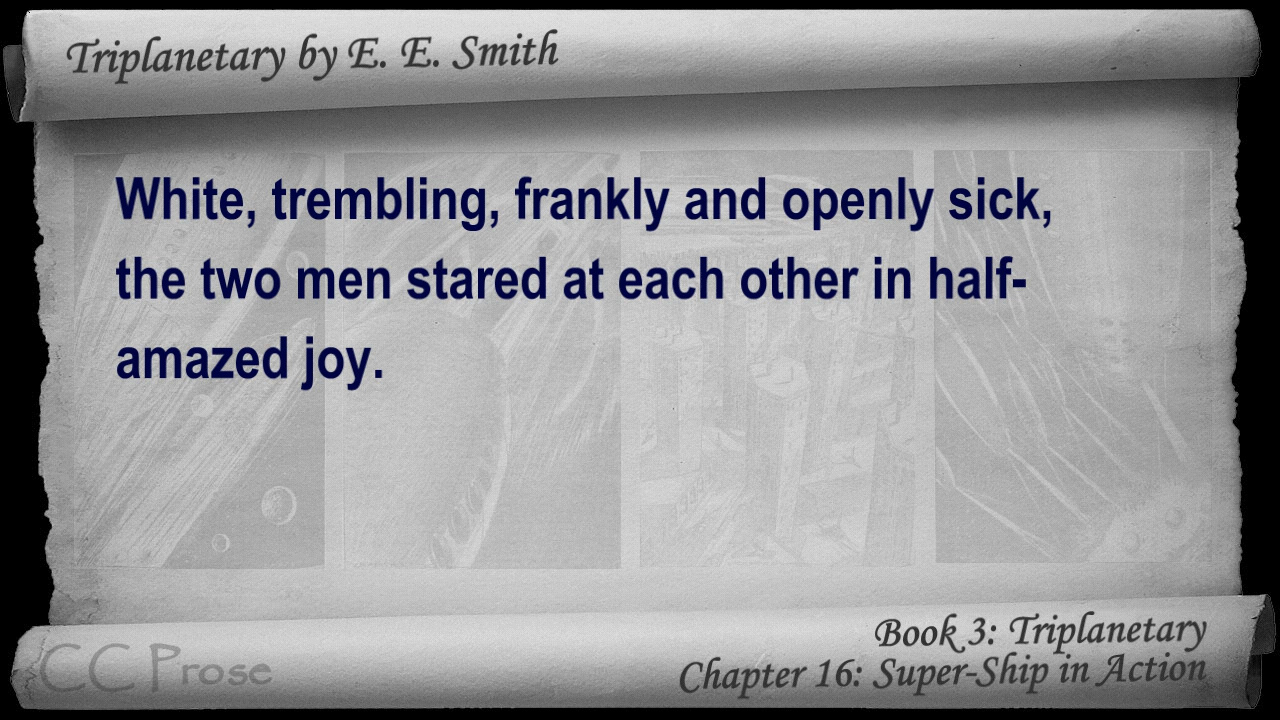 Triplanetary by E. E. Smith
White, trembling, frankly and openly sick,
the two men stared at each other in half-
amazed joy.
Book 3: Triplanetary
Chapter 16: Super-Ship in Action
CC Prose